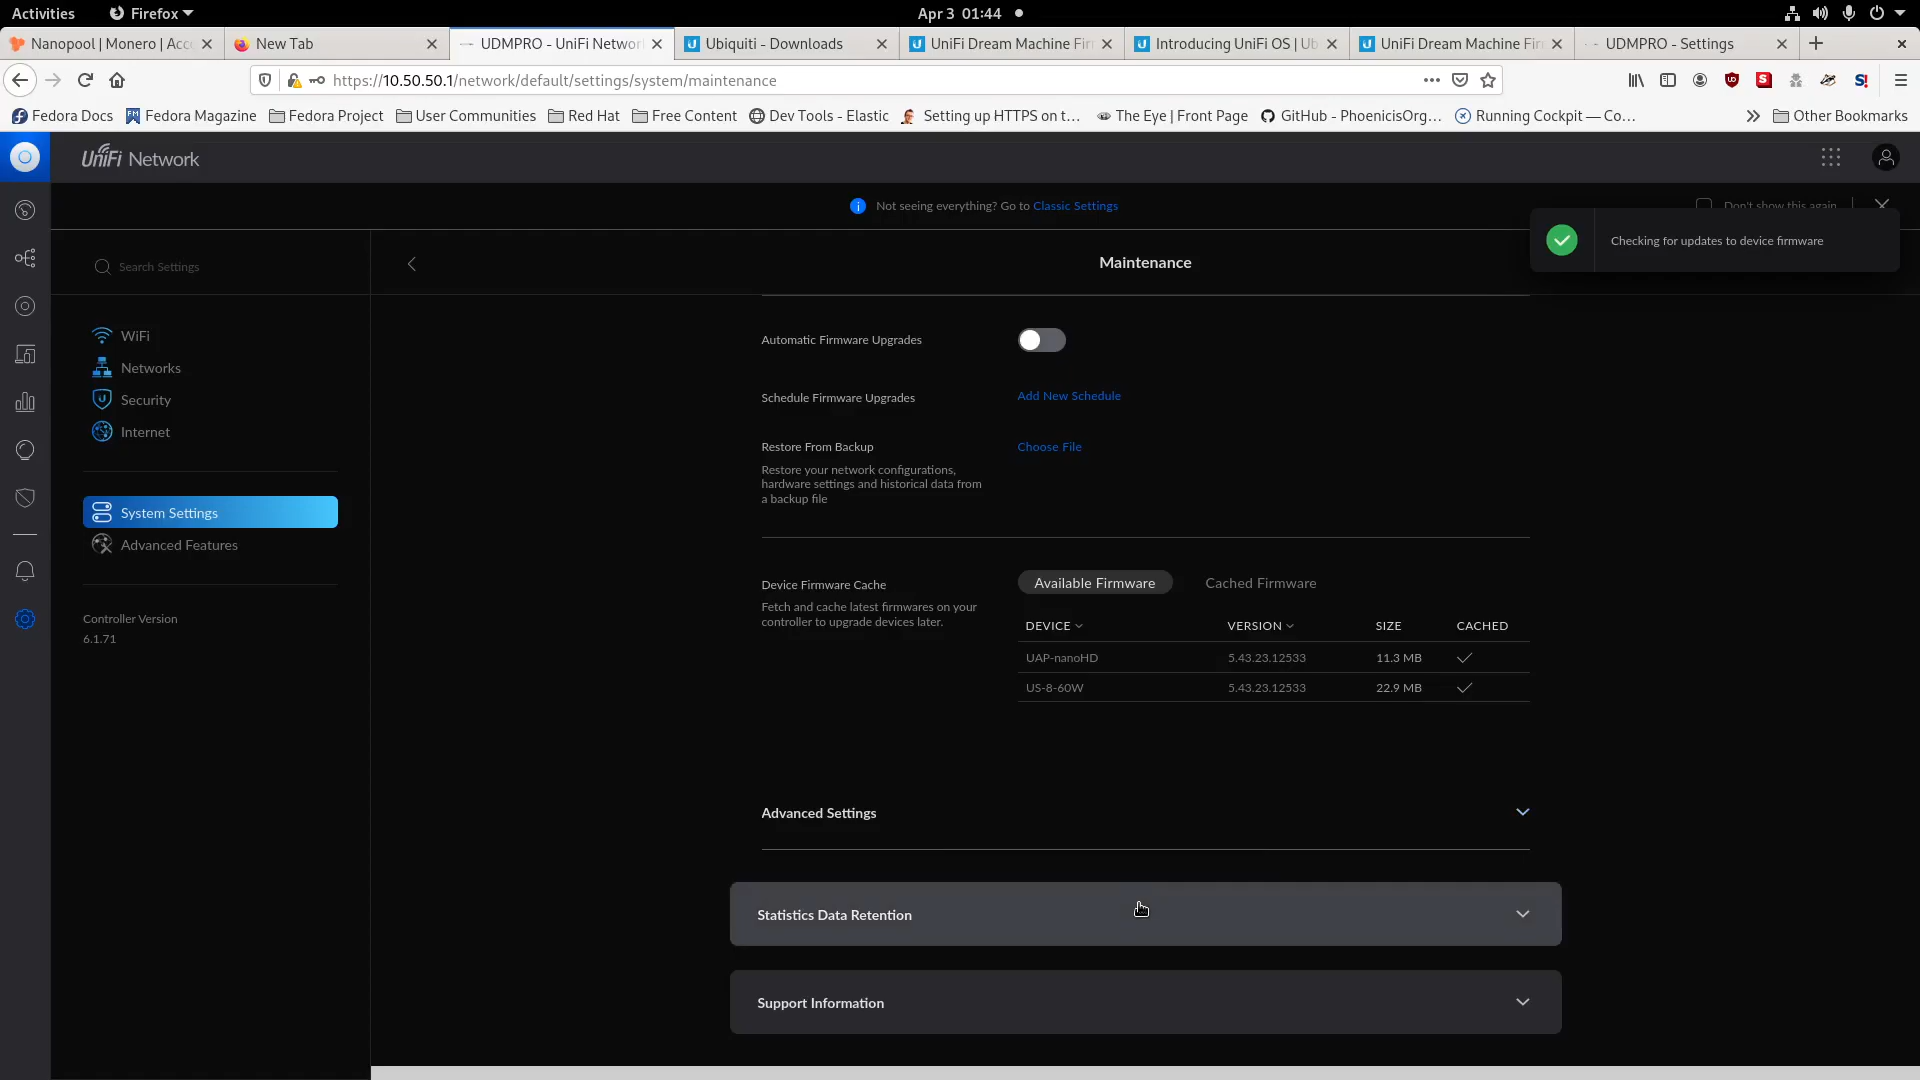 Activities
Firefox
Apr 3 01:44
Nanopool | Monero | Acc
New Tab
UDMPRO - UniFi Networ
Ubiquiti - Downloads
UniFi Dream Machine Fir
Introducing UniFi OS | Ub
UniFi Dream Machine Fir
UDMPRO - Settings
https://10.50.50.1/network/default/settings/system/maintenance
Fedora Docs
Fedora Magazine
Fedora Project
User Communities
Red Hat
Free Content
Dev Tools - Elastic
Setting up HTTPS on t...
The Eye | Front Page
GitHub - PhoenicisOrg...
Running Cockpit — Co...
Other Bookmarks
UniFi Network
Not seeing everything? Go to Classic Settings
Don't show this again
Checking for updates to device firmware
Search Settings
Maintenance
WiFi
Networks
Security
Internet
System Settings
Advanced Features
Controller Version
6.1.71
Automatic Firmware Upgrades
Schedule Firmware Upgrades
Add New Schedule
Restore From Backup
Choose File
Restore your network configurations,
hardware settings and historical data from
a backup file
Device Firmware Cache
Fetch and cache latest firmwares on your
controller to upgrade devices later.
Available Firmware
Cached Firmware
DEVICE VERSION SIZE CACHED
UAP-nanoHD 5.43.23.12533 11.3 MB
US-8-60W 5.43.23.12533 22.9 MB
Advanced Settings
Statistics Data Retention
Support Information